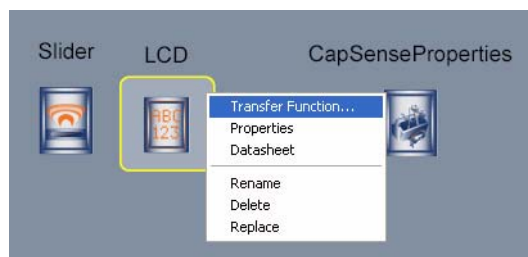 Slider
LCD
CapSenseProperties
ABC
123
Transfer Function...
Properties
Datasheet
Rename
Delete
Replace